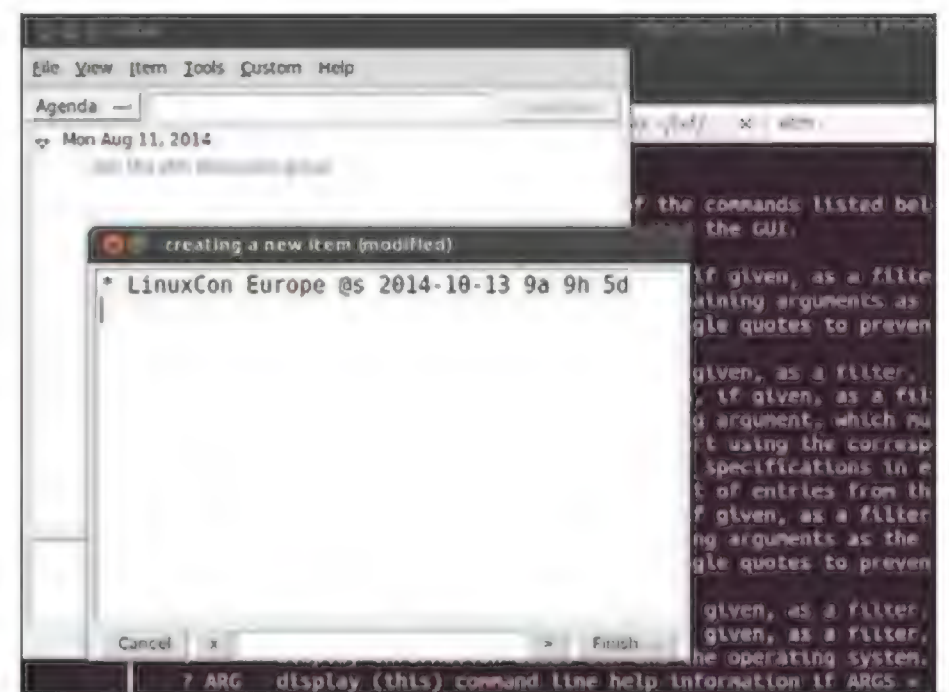 File View Item Tools Custom Help
Agenda
Mon Aug 11, 2014
creating a new item (modified)
* LinuxCon Europe @s 2014-10-13 9a 9h 5d
Cancel x > Finish
f the commands listed bel
the GUI.
if given, as a filte
aining arguments as
gle quotes to preven
given, as a filter.
, if given, as a fil
g argument, which mu
t using the corresp
specifications in e
t of entries from th
f given, as a filter
ng arguments as the
gle quotes to preven
given, as a filter.
given, as a filter,
he operating system.
? ARG display (this) command line help information if ARGS =